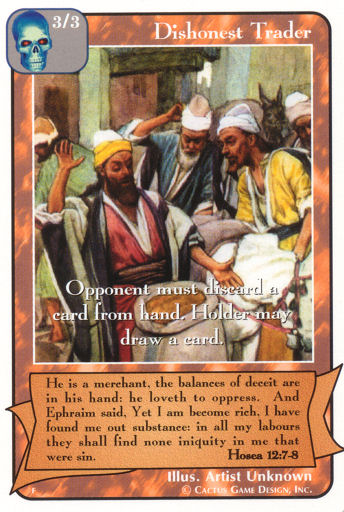 3/3
Dishonest Trader
Opponent must discard a
card from hand. Holder may
draw a card.
He is a merchant, the balances of deceit are
in his hand: he loveth to oppress. And
Ephraim said, Yet I am become rich, I have
found me out substance: in all my labours
they shall find none iniquity in me that
were sin. Hosea 12:7-8
Illus. Artist Unknown
F © Cactus Game Design, Inc.